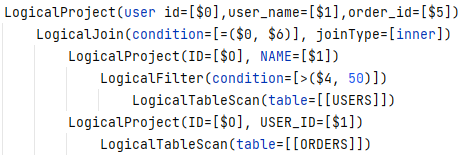 LogicalProject(user id=[$0],user_name=[$1],order_id=[$5])
LogicalJoin(condition=[=($0, $6)], joinType=[inner])
LogicalProject(ID=[$0], NAME=[$1])
LogicalFilter(condition=[>($4, 50)])
LogicalTableScan(table=[[USERS]])
LogicalProject(ID=[$0], USER_ID=[$1])
LogicalTableScan(table=[[ORDERS]])